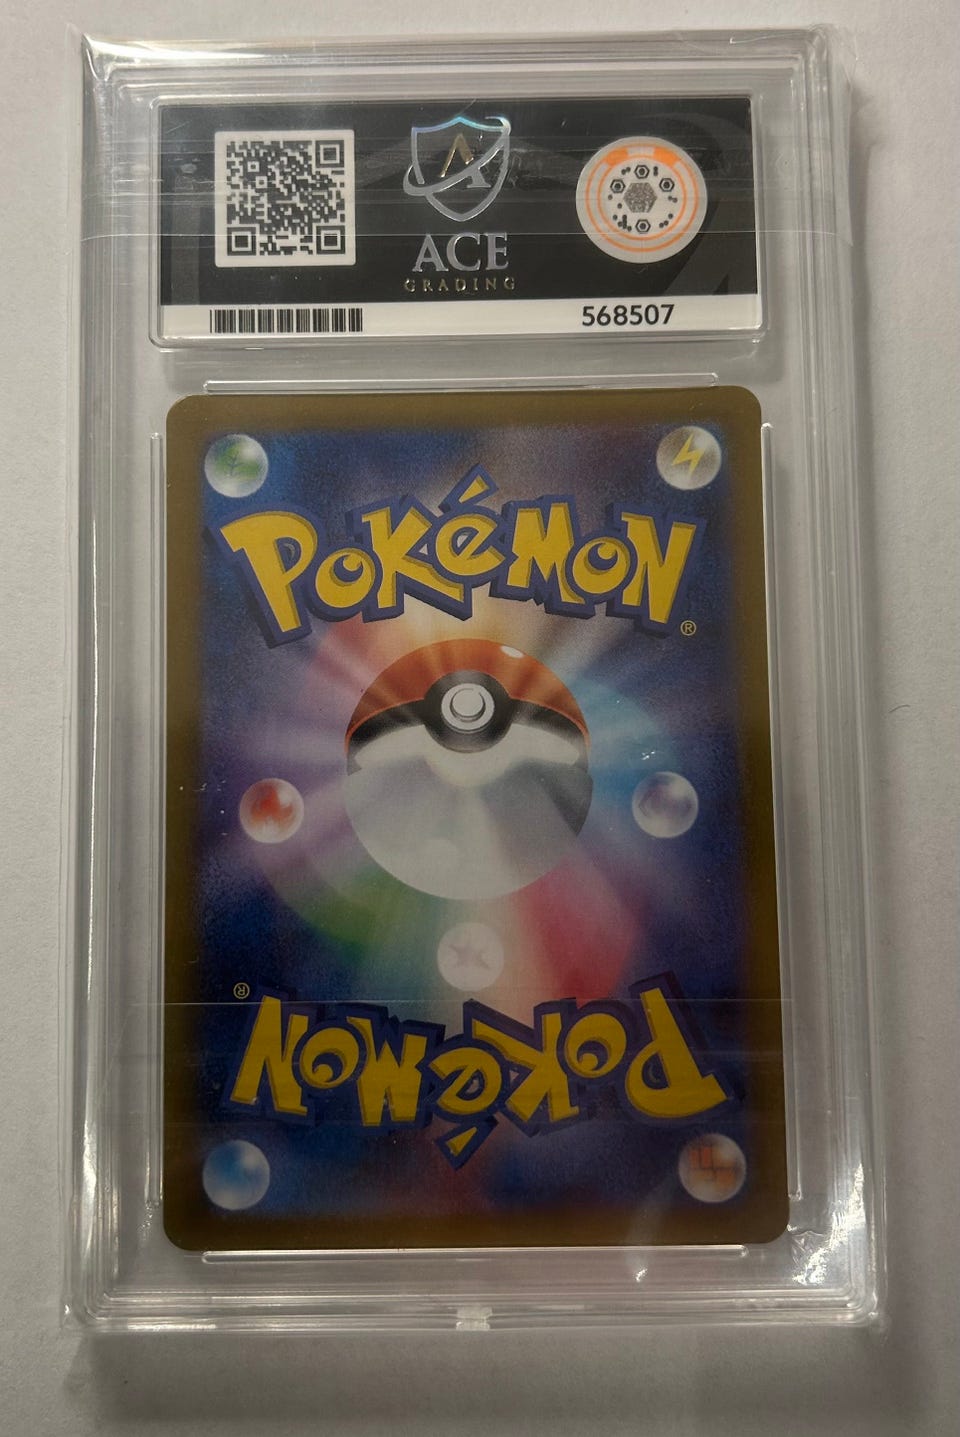 ACE
GRADING
568507
POKéMON
®
®
POKéMON